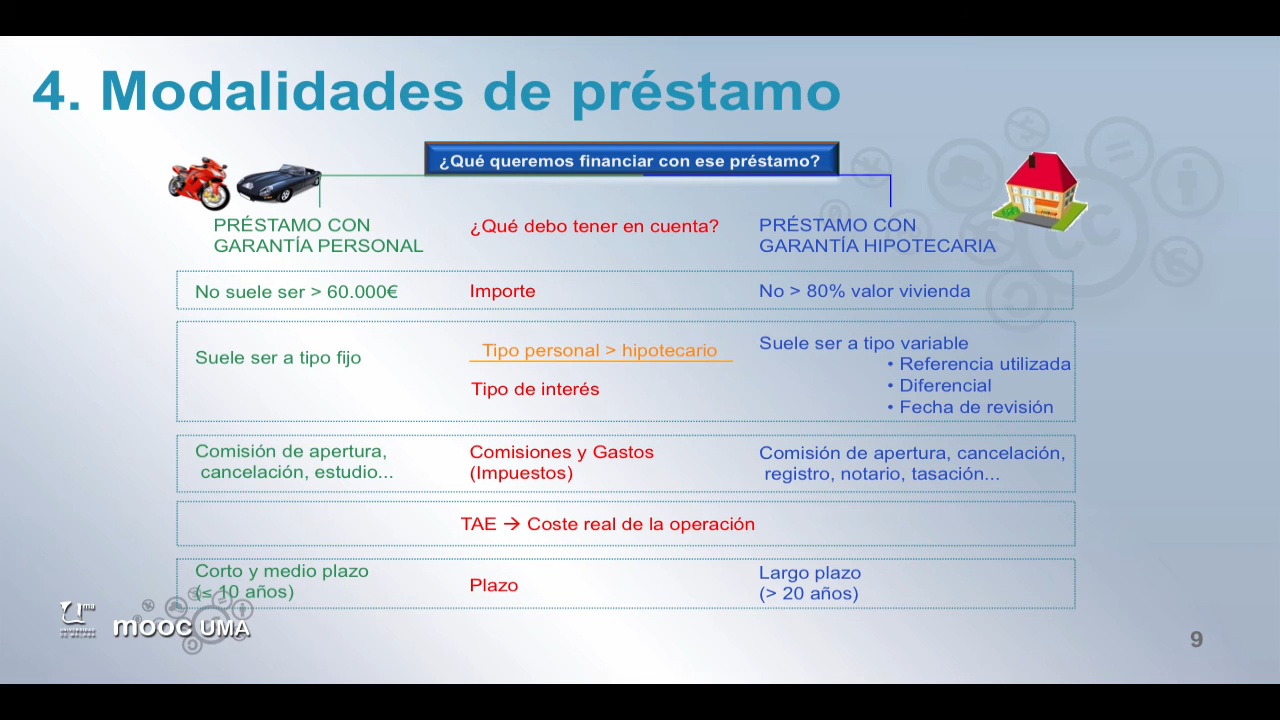 4. Modalidades de préstamo
¿Qué queremos financiar con ese préstamo?
PRÉSTAMO CON
GARANTÍA PERSONAL
¿Qué debo tener en cuenta?
PRÉSTAMO CON
GARANTÍA HIPOTECARIA
No suele ser > 60.000€
Importe
No > 80% valor vivienda
Suele ser a tipo fijo
Tipo personal > hipotecario
Tipo de interés
Suele ser a tipo variable
• Referencia utilizada
• Diferencial
• Fecha de revisión
Comisión de apertura,
cancelación, estudio...
Comisiones y Gastos
(Impuestos)
Comisión de apertura, cancelación,
registro, notario, tasación...
TAE → Coste real de la operación
Corto y medio plazo
(≤ 10 años)
Plazo
Largo plazo
(> 20 años)
uma
UNIVERSIDAD
DE MÁLAGA
mooc UMA
9